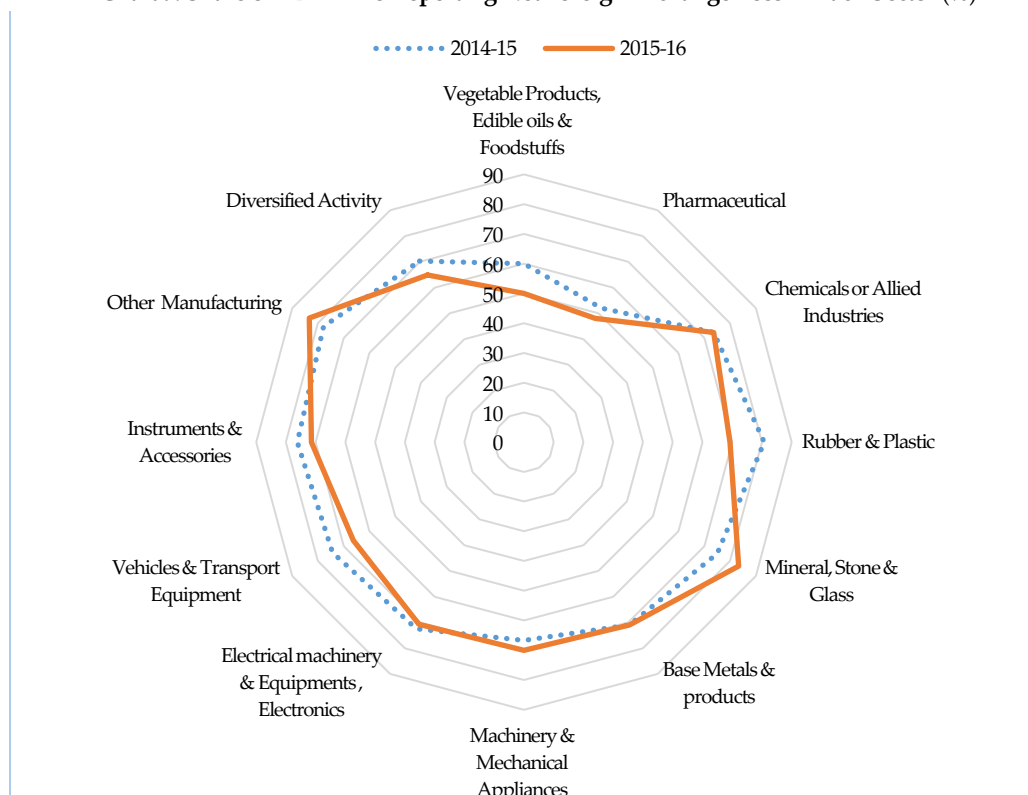 2014-15
2015-16
Vegetable Products,
Edible oils &
Foodstuffs
90
80
70
60
50
40
30
20
10
0
Pharmaceutical
Chemicals or Allied
Industries
Rubber & Plastic
Mineral, Stone &
Glass
Base Metals &
products
Machinery &
Mechanical
Appliances
Electrical machinery
& Equipments ,
Electronics
Vehicles & Transport
Equipment
Instruments &
Accessories
Other Manufacturing
Diversified Activity